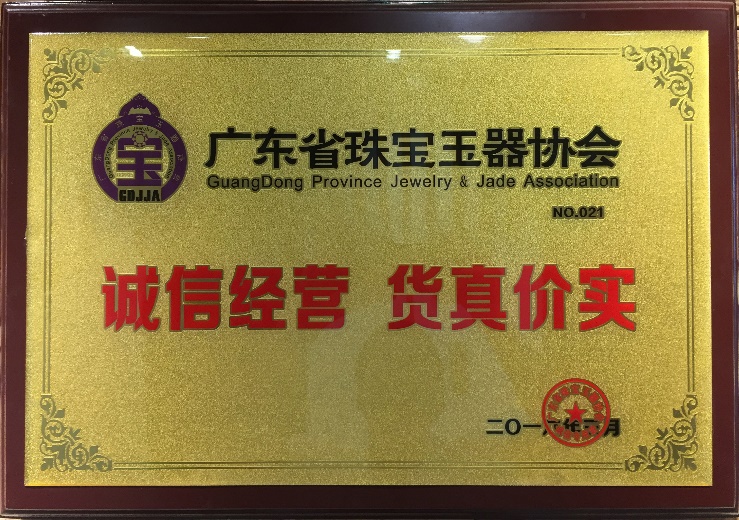 宝
GDJJA
广东省珠宝玉器协会
GuangDong Province Jewelry & Jade Association
NO.021
诚信经营 货真价实
二〇一六年 月